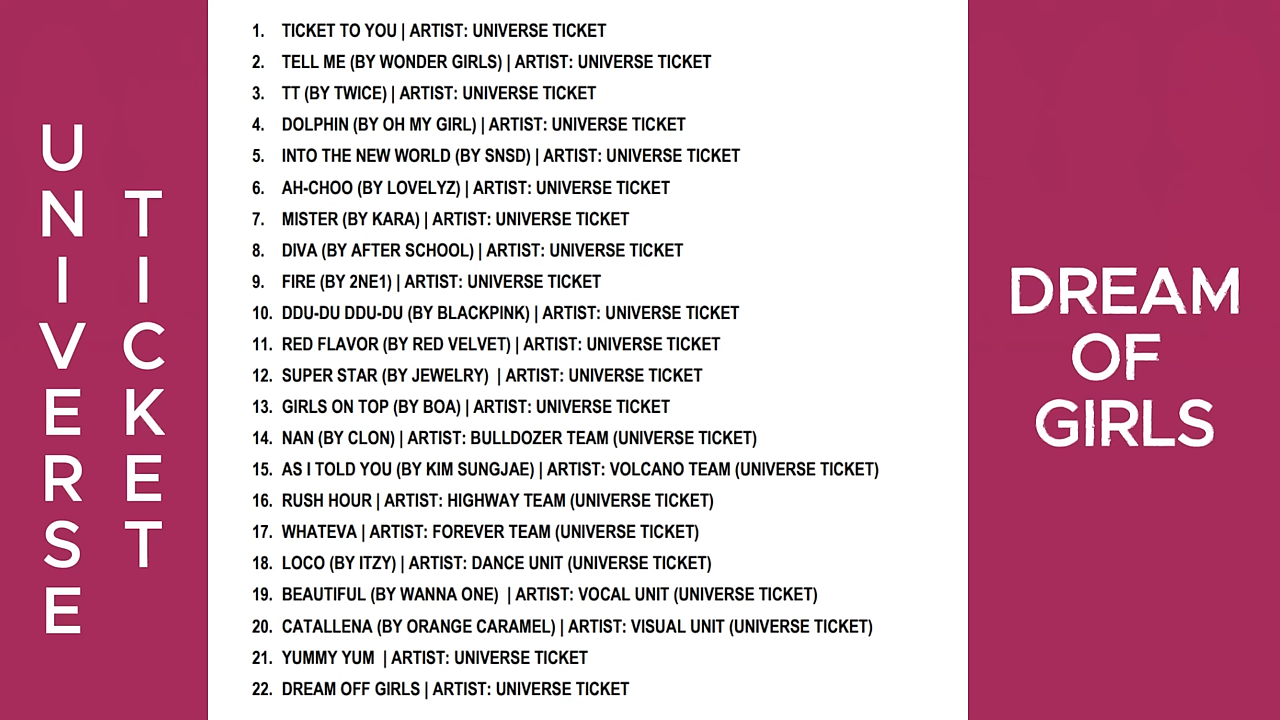 UNIVERSE
TICKET
1. TICKET TO YOU | ARTIST: UNIVERSE TICKET
2. TELL ME (BY WONDER GIRLS) | ARTIST: UNIVERSE TICKET
3. TT (BY TWICE) | ARTIST: UNIVERSE TICKET
4. DOLPHIN (BY OH MY GIRL) | ARTIST: UNIVERSE TICKET
5. INTO THE NEW WORLD (BY SNSD) | ARTIST: UNIVERSE TICKET
6. AH-CHOO (BY LOVELYZ) | ARTIST: UNIVERSE TICKET
7. MISTER (BY KARA) | ARTIST: UNIVERSE TICKET
8. DIVA (BY AFTER SCHOOL) | ARTIST: UNIVERSE TICKET
9. FIRE (BY 2NE1) | ARTIST: UNIVERSE TICKET
10. DDU-DU DDU-DU (BY BLACKPINK) | ARTIST: UNIVERSE TICKET
11. RED FLAVOR (BY RED VELVET) | ARTIST: UNIVERSE TICKET
12. SUPER STAR (BY JEWELRY) | ARTIST: UNIVERSE TICKET
13. GIRLS ON TOP (BY BOA) | ARTIST: UNIVERSE TICKET
14. NAN (BY CLON) | ARTIST: BULLDOZER TEAM (UNIVERSE TICKET)
15. AS I TOLD YOU (BY KIM SUNGJAE) | ARTIST: VOLCANO TEAM (UNIVERSE TICKET)
16. RUSH HOUR | ARTIST: HIGHWAY TEAM (UNIVERSE TICKET)
17. WHATEVA | ARTIST: FOREVER TEAM (UNIVERSE TICKET)
18. LOCO (BY ITZY) | ARTIST: DANCE UNIT (UNIVERSE TICKET)
19. BEAUTIFUL (BY WANNA ONE) | ARTIST: VOCAL UNIT (UNIVERSE TICKET)
20. CATALLENA (BY ORANGE CARAMEL) | ARTIST: VISUAL UNIT (UNIVERSE TICKET)
21. YUMMY YUM | ARTIST: UNIVERSE TICKET
22. DREAM OFF GIRLS | ARTIST: UNIVERSE TICKET
DREAM
OF
GIRLS